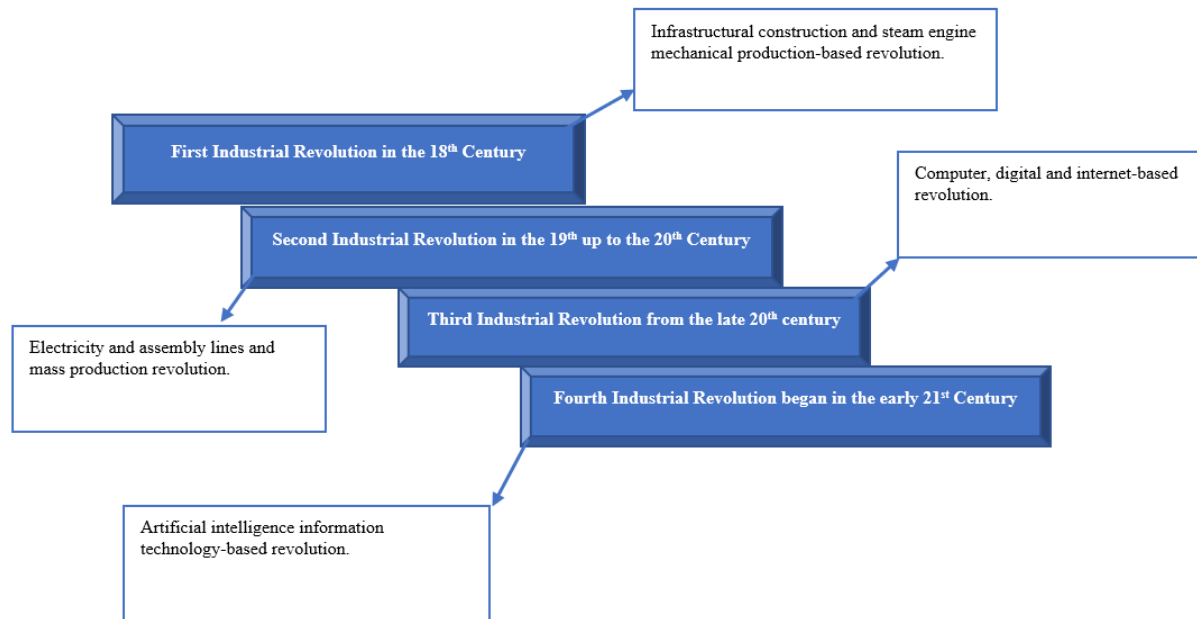 Infrastructural construction and steam engine
mechanical production-based revolution.
First Industrial Revolution in the 18th Century
Computer, digital and internet-based
revolution.
Second Industrial Revolution in the 19th up to the 20th Century
Third Industrial Revolution from the late 20th century
Electricity and assembly lines and
mass production revolution.
Fourth Industrial Revolution began in the early 21st Century
Artificial intelligence information
technology-based revolution.